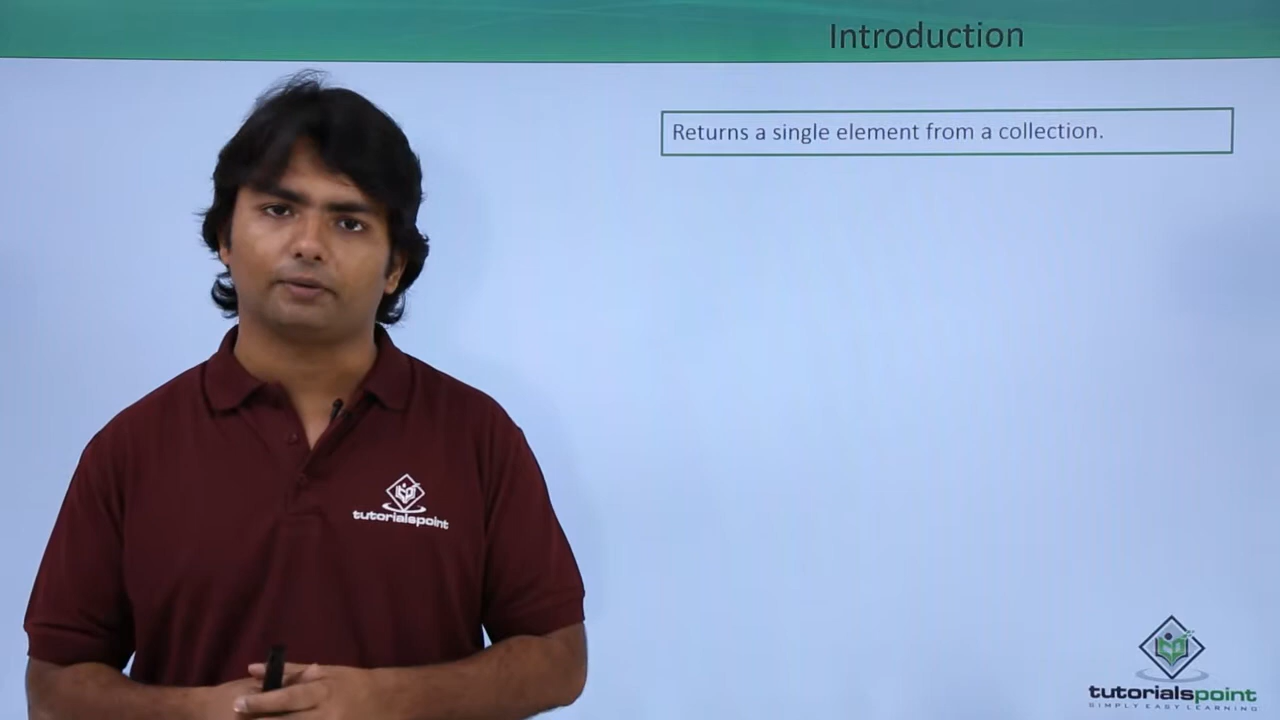 Introduction
Returns a single element from a collection.
tutorialspoint
tutorialspoint
SIMPLY EASY LEARNING